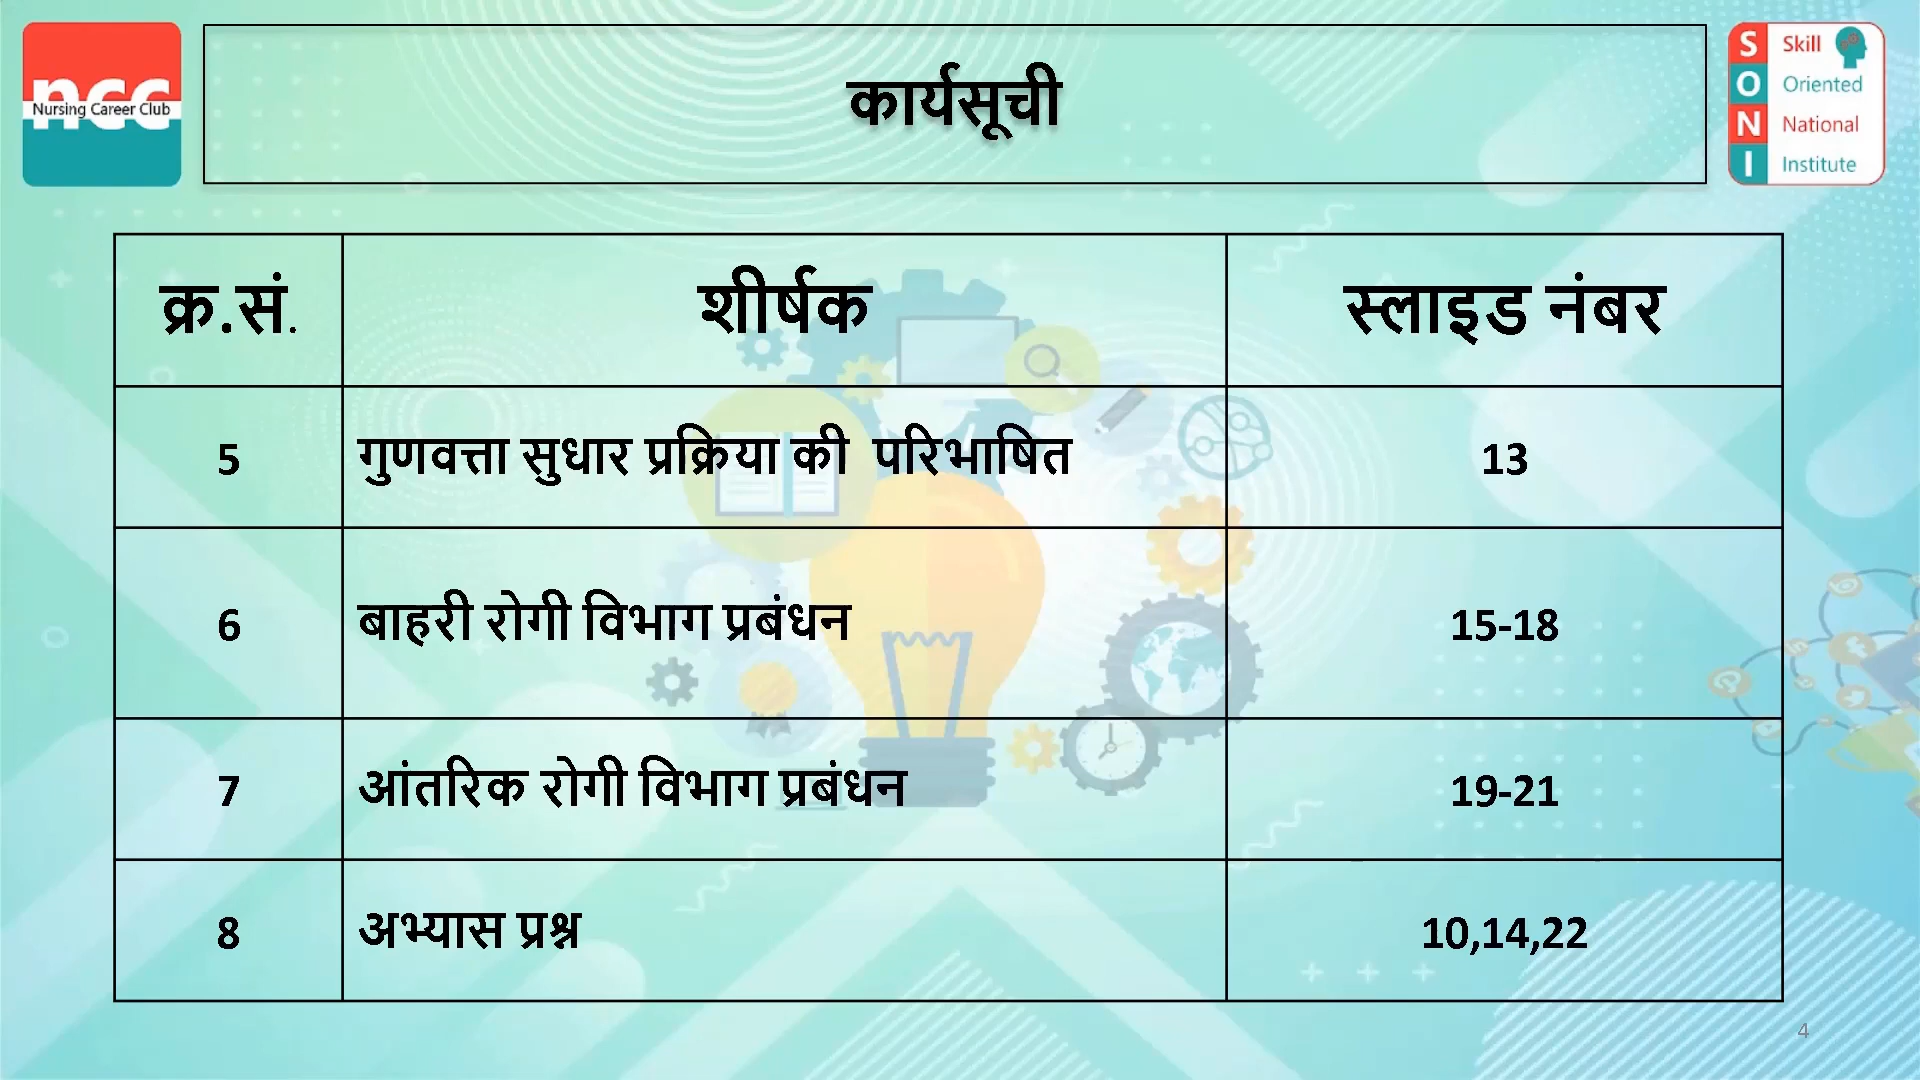 ncc
Nursing Career Club
कार्यसूची
S Skill
O Oriented
N National
I Institute
क्र.सं. शीर्षक स्लाइड नंबर
5 गुणवत्ता सुधार प्रक्रिया की परिभाषित 13
6 बाहरी रोगी विभाग प्रबंधन 15-18
7 आंतरिक रोगी विभाग प्रबंधन 19-21
8 अभ्यास प्रश्न 10,14,22
4